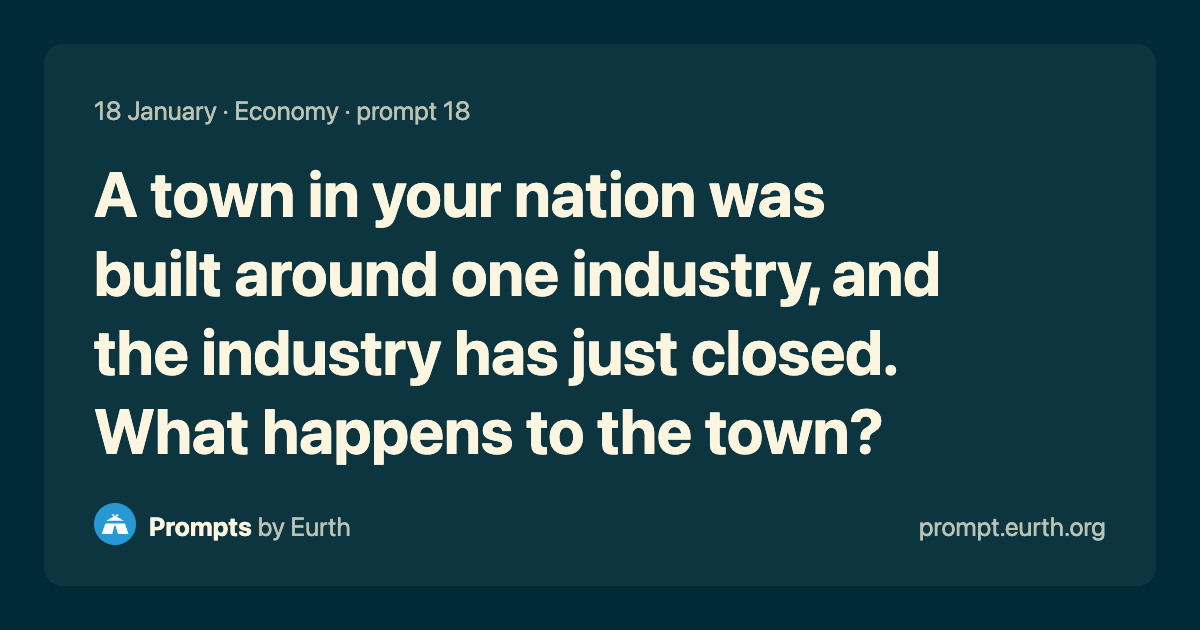 18 January · Economy · prompt 18
A town in your nation was
built around one industry, and
the industry has just closed.
What happens to the town?
Prompts by Eurth
prompt.eurth.org